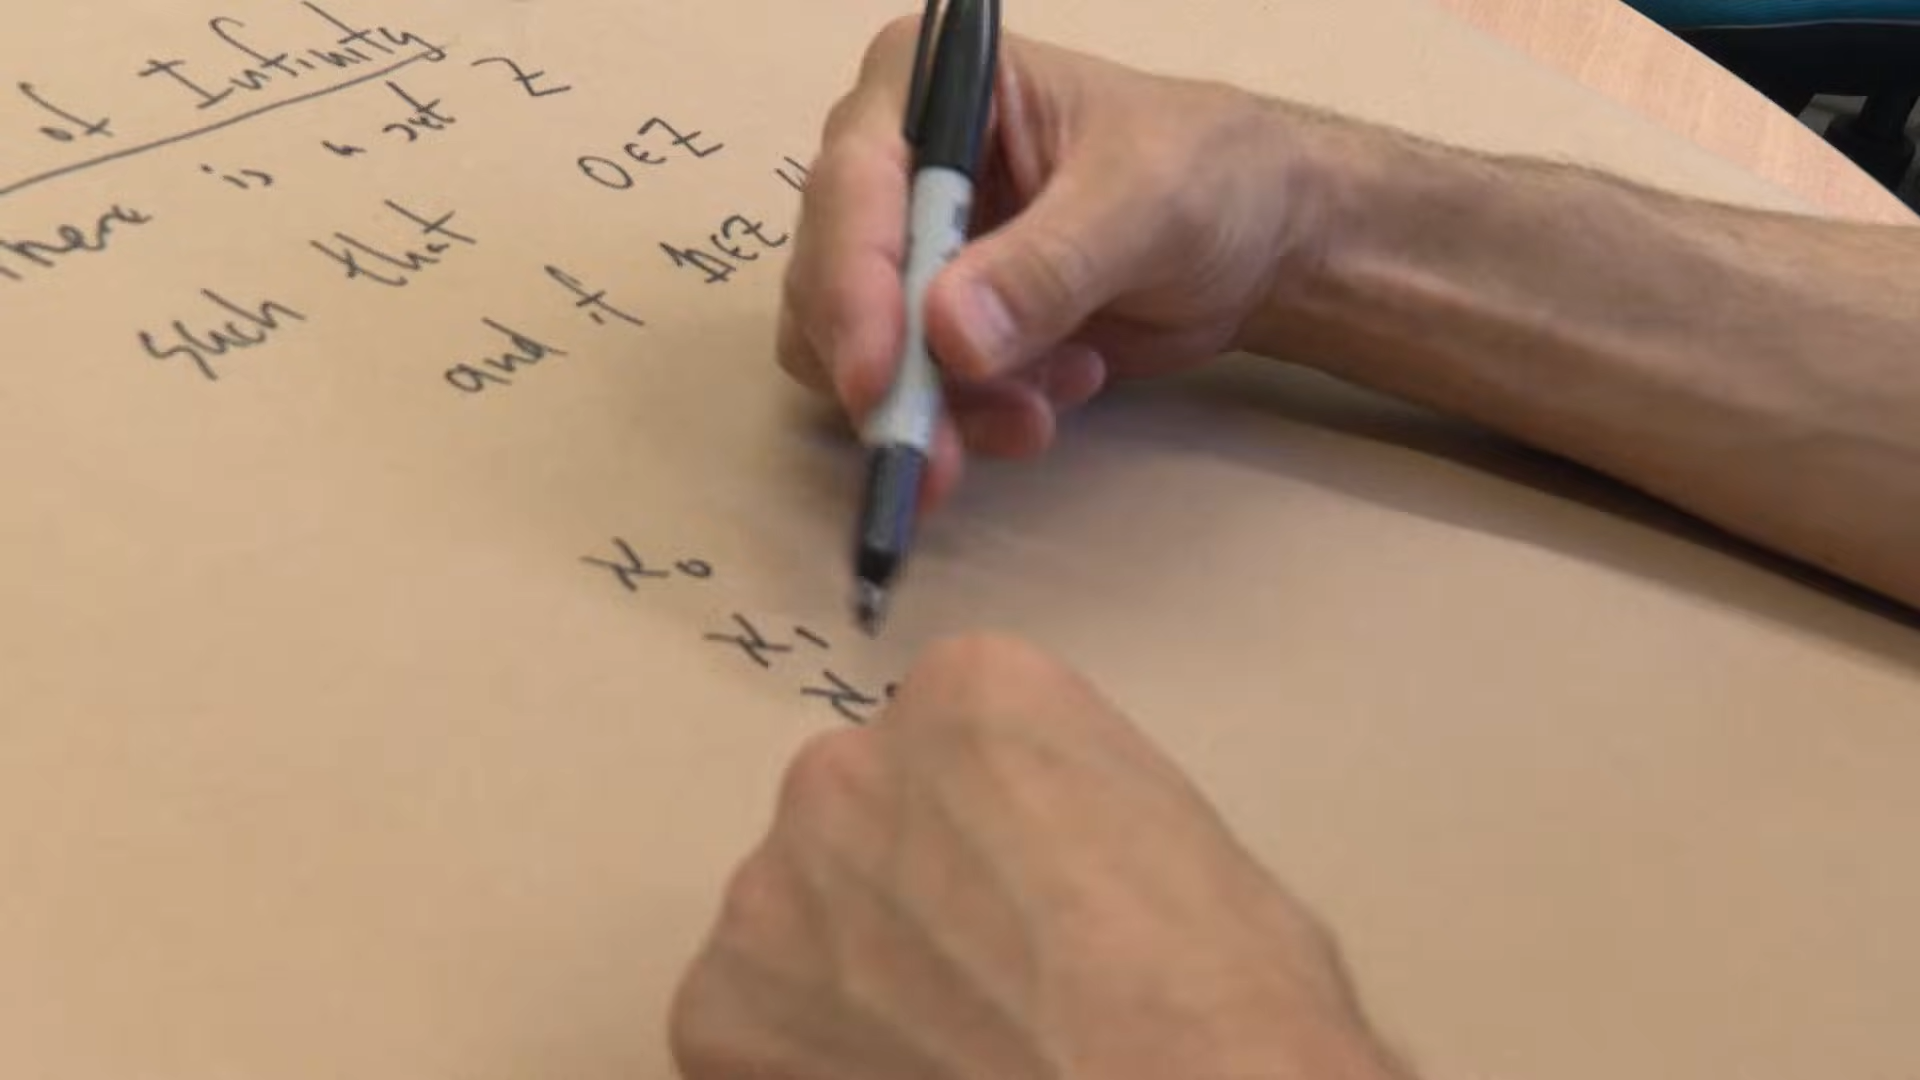 of Infinity
there is a set Z
such that 0∈Z
and if A∈Z
ℵ₀
ℵ₁
ℵ